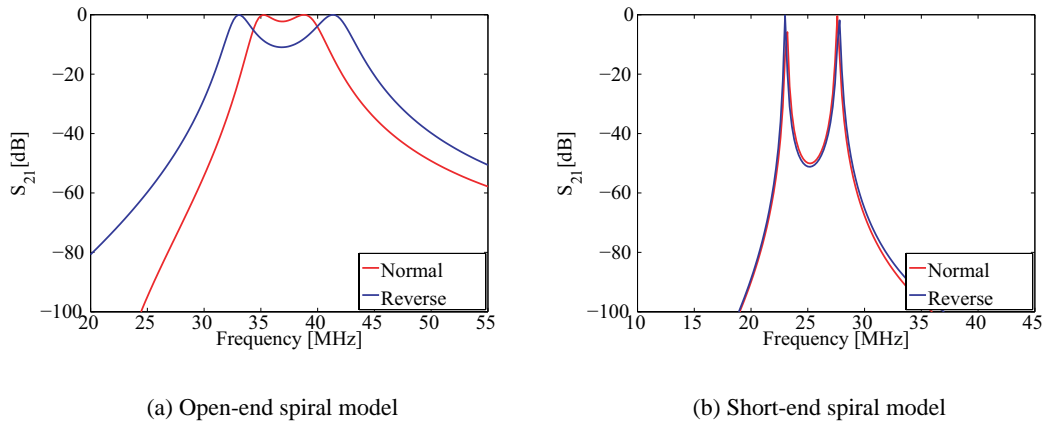 0
−20
−40
−60
−80
−100
20 25 30 35 40 45 50 55
S21 [dB]
Frequency [MHz]
Normal
Reverse
(a) Open-end spiral model
0
−20
−40
−60
−80
−100
10 15 20 25 30 35 40 45
S21 [dB]
Frequency [MHz]
Normal
Reverse
(b) Short-end spiral model